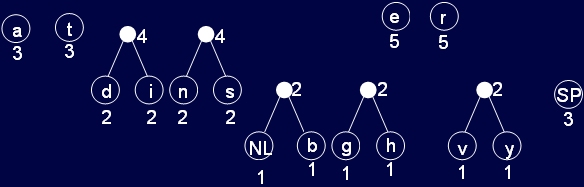 a t 4 4 e r
3 3 5 5
d i n s 2 2 2 SP
2 2 2 2 3
NL b g h v y
1 1 1 1 1 1